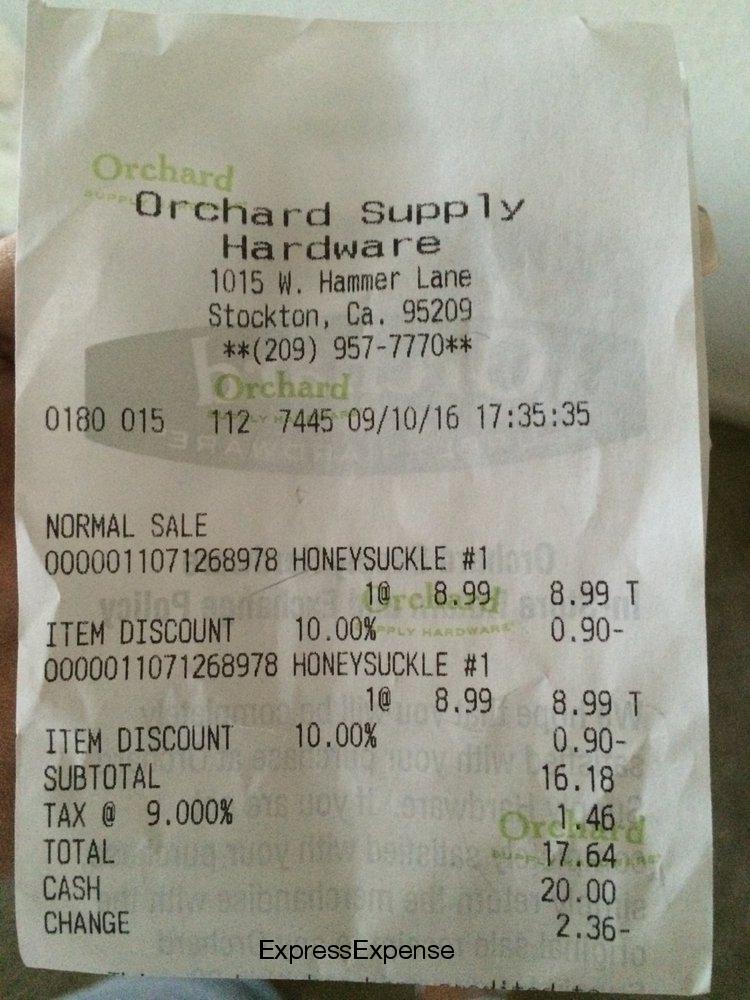 Orchard
Orchard Supply
Hardware
1015 W. Hammer Lane
Stockton, Ca. 95209
**(209) 957-7770**
Orchard
0180 015 112 7445 09/10/16 17:35:35
NORMAL SALE
0000011071268978 HONEYSUCKLE #1
1@ 8.99 8.99 T
Orchard
ITEM DISCOUNT 10.00% 0.90-
0000011071268978 HONEYSUCKLE #1
1@ 8.99 8.99 T
ITEM DISCOUNT 10.00% 0.90-
SUBTOTAL 16.18
TAX @ 9.000% 1.46
Orchard
TOTAL 17.64
CASH 20.00
CHANGE 2.36-
ExpressExpense